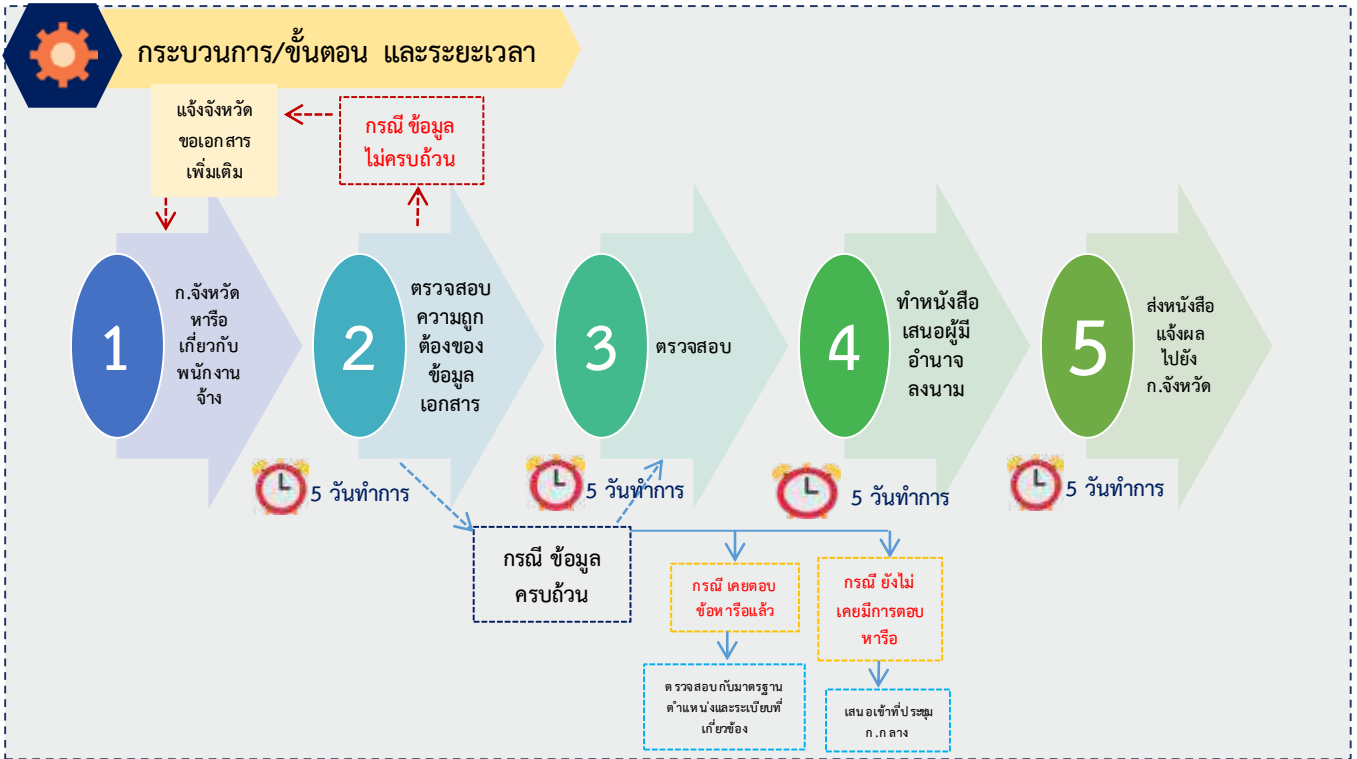 กระบวนการ/ขั้นตอน และระยะเวลา
แจ้งจังหวัด
ขอเอกสาร
เพิ่มเติม
กรณี ข้อมูล
ไม่ครบถ้วน
1
ก.จังหวัด
หารือ
เกี่ยวกับ
พนักงาน
จ้าง
2
ตรวจสอบ
ความถูก
ต้องของ
ข้อมูล
เอกสาร
3
ตรวจสอบ
4
ทำหนังสือ
เสนอผู้มี
อำนาจ
ลงนาม
5
ส่งหนังสือ
แจ้งผล
ไปยัง
ก.จังหวัด
5 วันทำการ
5 วันทำการ
5 วันทำการ
5 วันทำการ
กรณี ข้อมูล
ครบถ้วน
กรณี เคยตอบ
ข้อหารือแล้ว
กรณี ยังไม่
เคยมีการตอบ
หารือ
ตรวจสอบกับมาตรฐาน
ตำแหน่งและระเบียบที่
เกี่ยวข้อง
เสนอเข้าที่ประชุม
ก.กลาง